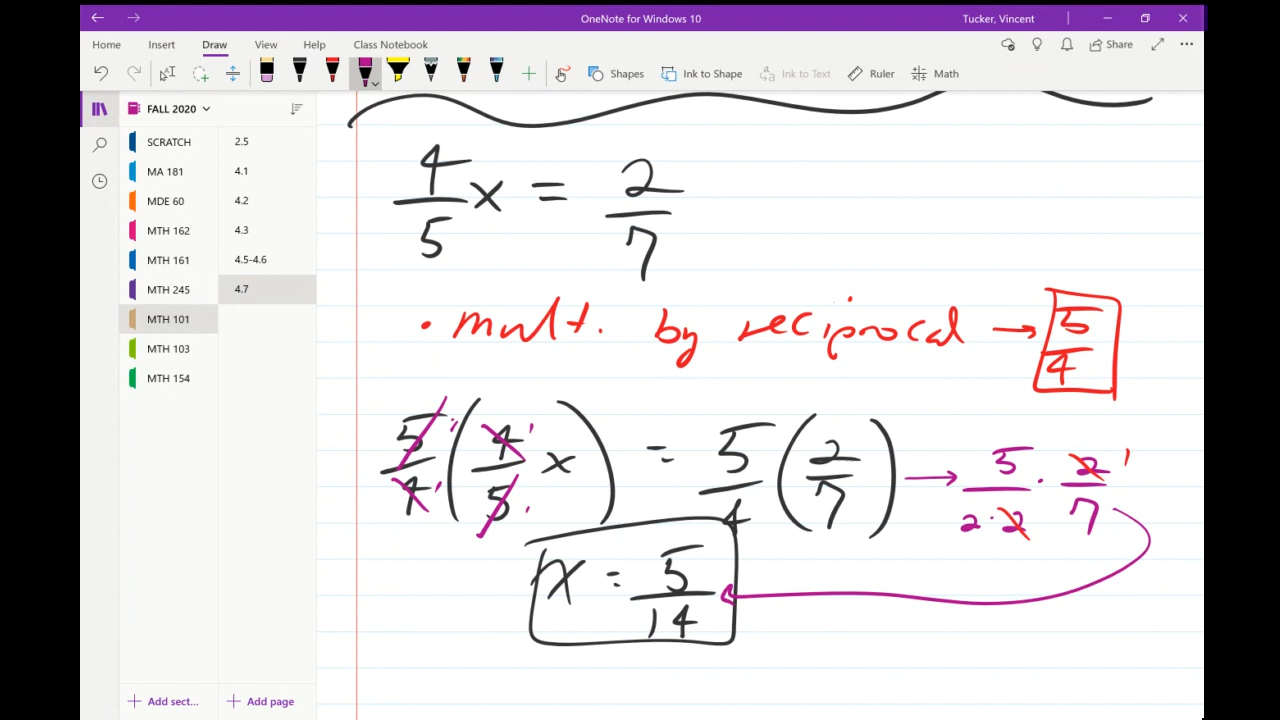 OneNote for Windows 10
Tucker, Vincent
Home Insert Draw View Help Class Notebook Share
Shapes Ink to Shape Ink to Text Ruler Math
FALL 2020
SCRATCH 2.5
MA 181 4.1
MDE 60 4.2
MTH 162 4.3
MTH 161 4.5-4.6
MTH 245 4.7
MTH 101
MTH 103
MTH 154
Add sect...
Add page
4/5 x = 2/7
• mult. by reciprocal → 5/4
5/4 (4/5 x) = 5/4 (2/7) → 5/2·2 · 2/7
x = 5/14